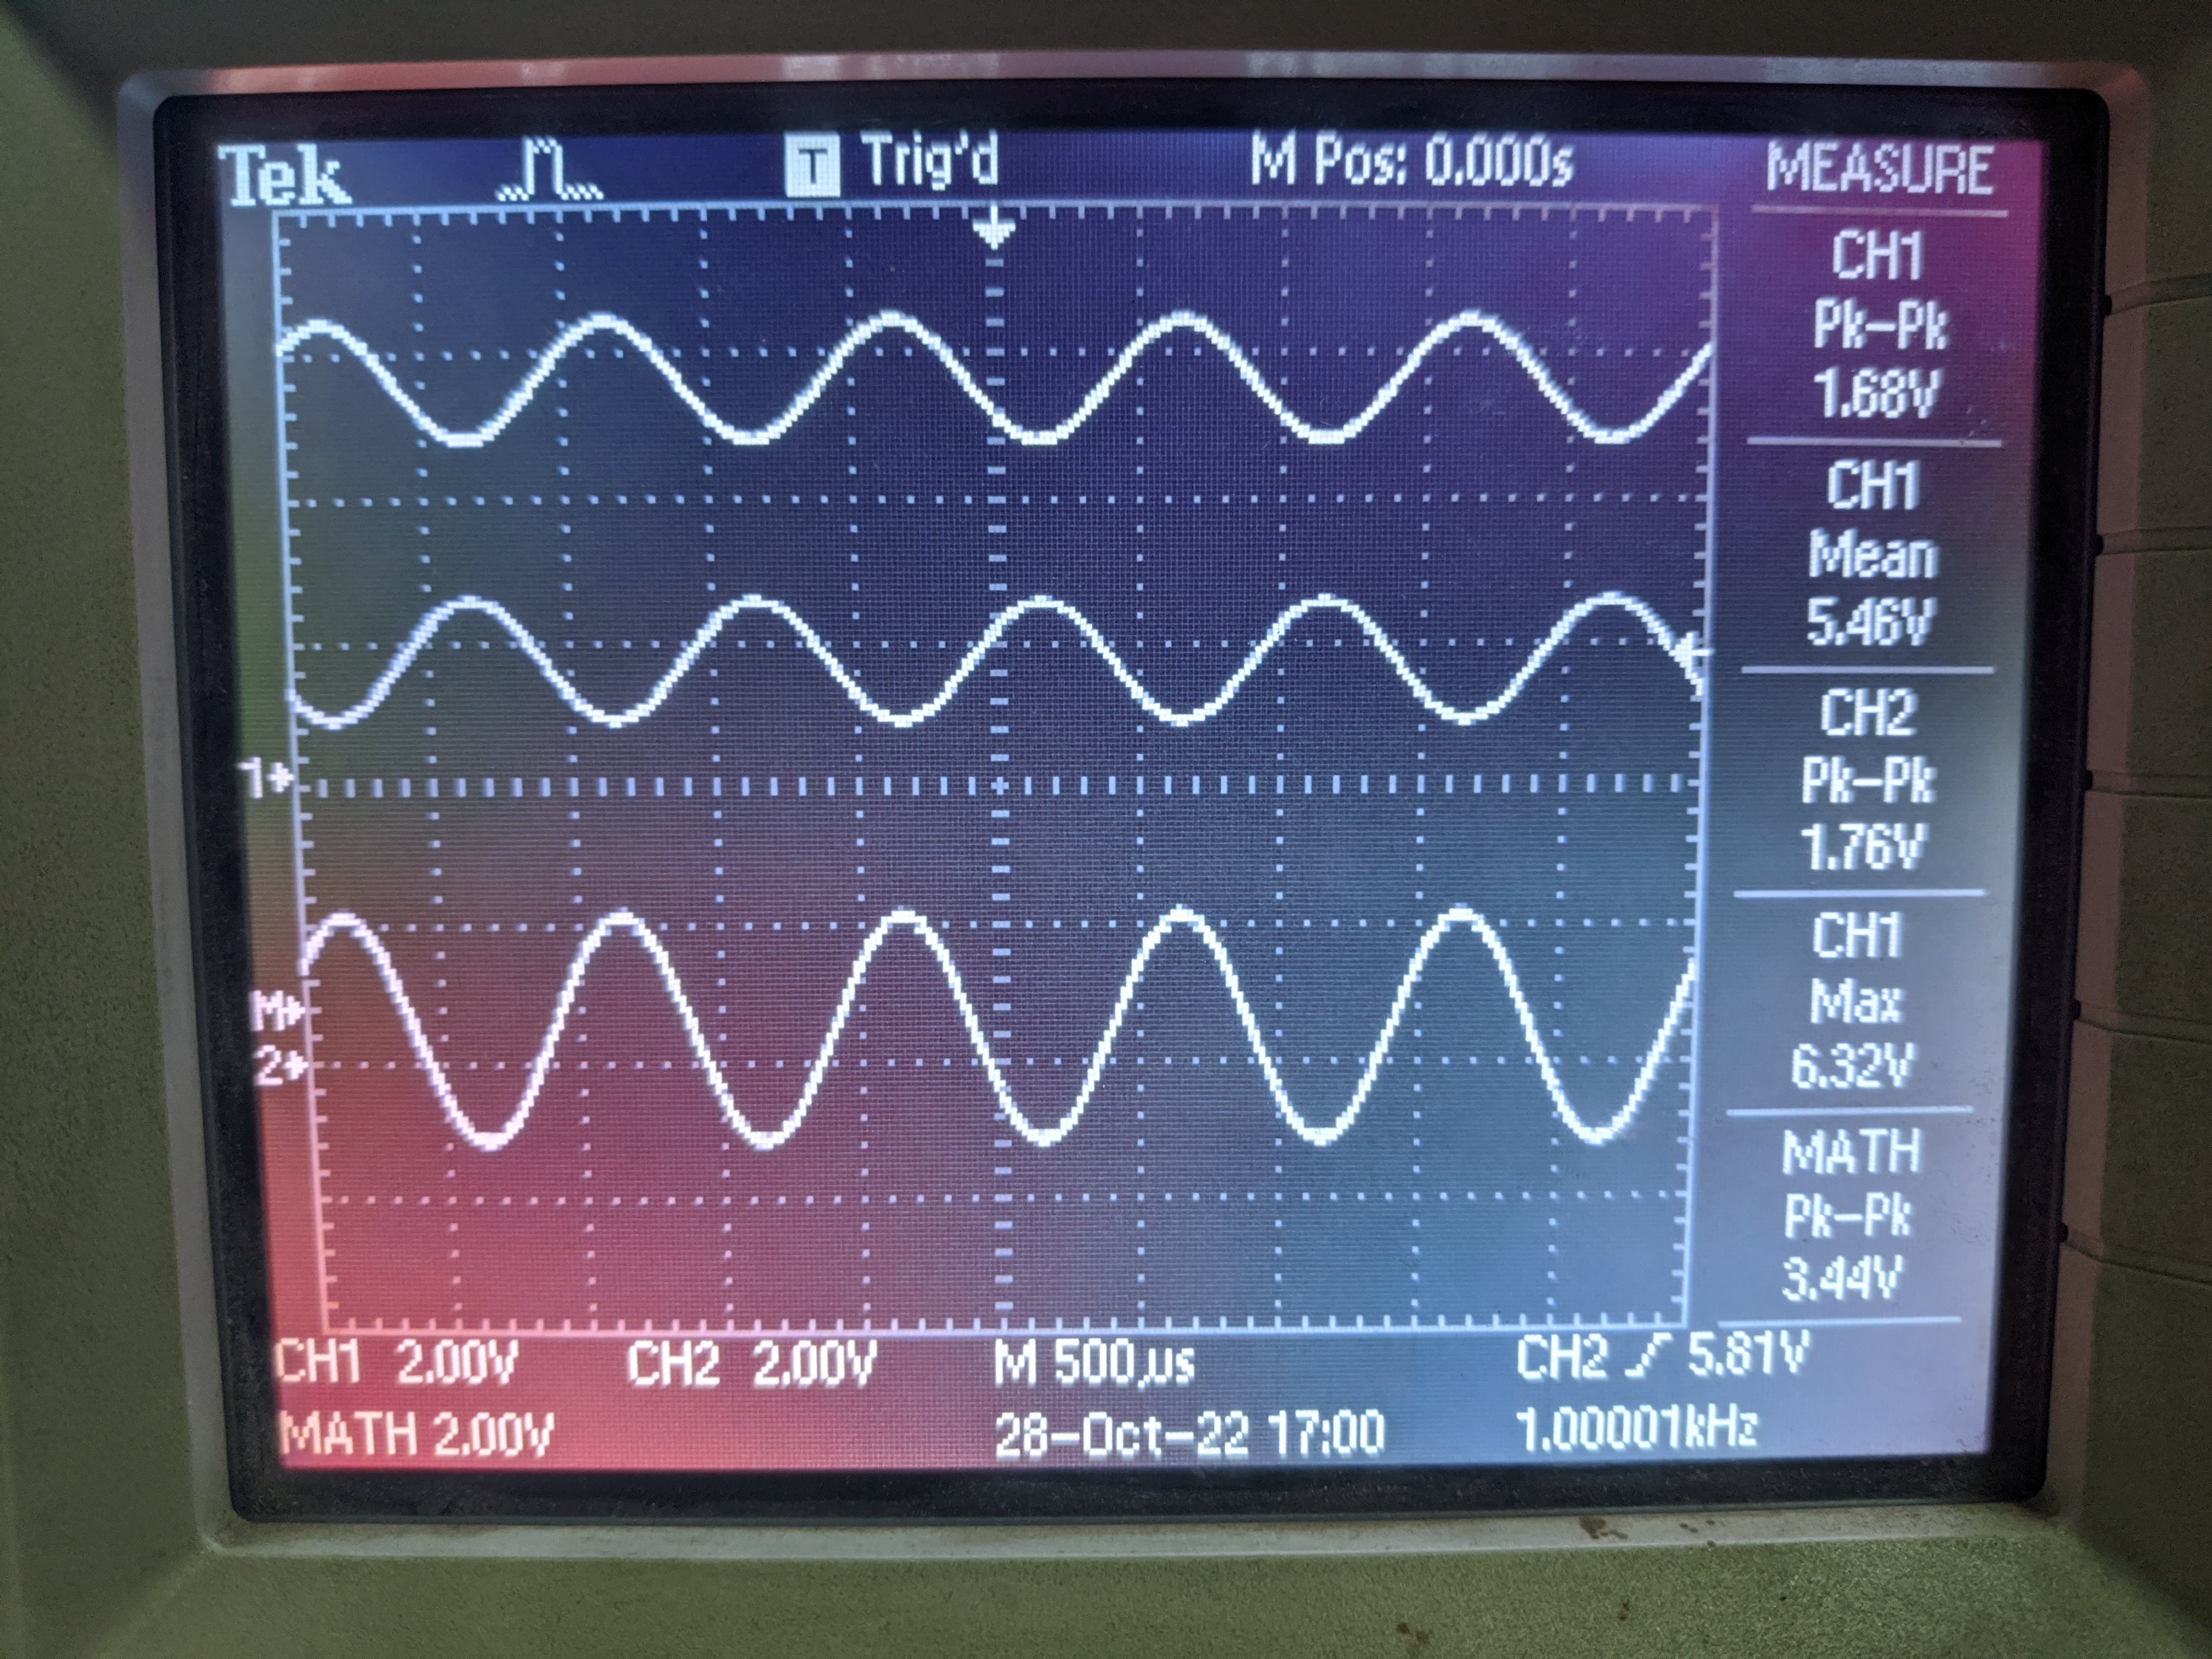 Tek T Trig'd M Pos: 0.000s MEASURE
CH1
Pk-Pk
1.68V
CH1
Mean
5.46V
CH2
Pk-Pk
1.76V
CH1
Max
6.32V
MATH
Pk-Pk
3.44V
1
M
2
CH1 2.00V CH2 2.00V M 500µs CH2 5.81V
MATH 2.00V 28-Oct-22 17:00 1.00001kHz